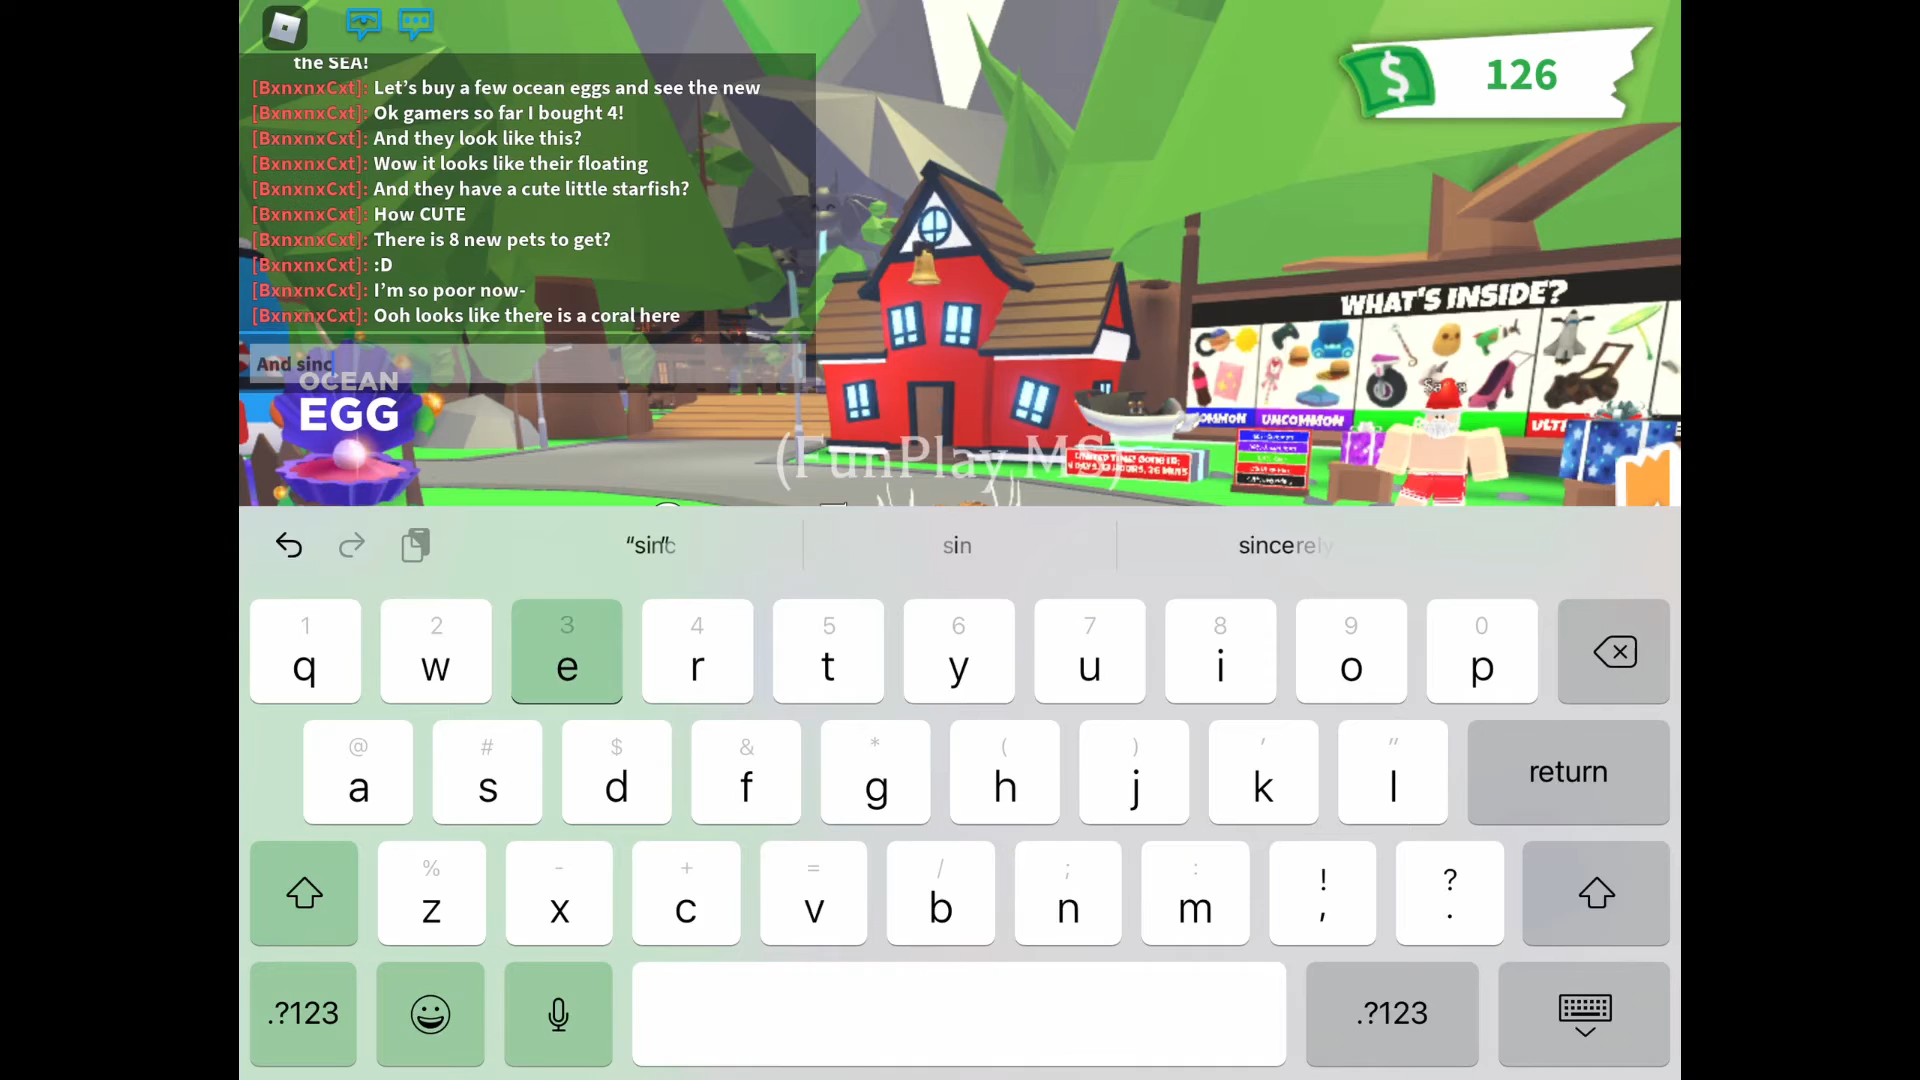 the SEA!
[BxnxnxCxt]: Let's buy a few ocean eggs and see the new
[BxnxnxCxt]: Ok gamers so far I bought 4!
[BxnxnxCxt]: And they look like this?
[BxnxnxCxt]: Wow it looks like their floating
[BxnxnxCxt]: And they have a cute little starfish?
[BxnxnxCxt]: How CUTE
[BxnxnxCxt]: There is 8 new pets to get?
[BxnxnxCxt]: :D
[BxnxnxCxt]: I'm so poor now-
[BxnxnxCxt]: Ooh looks like there is a coral here
And sinc
126
WHAT'S INSIDE?
UNCOMMON
OCEAN
EGG
(FunPlay MS)
"sinc" sin sincerely
1 2 3 4 5 6 7 8 9 0
q w e r t y u i o p
@ # $ & * ( ) ' "
a s d f g h j k l return
% - + = / ; : ! ?
z x c v b n m , .
.?123 .?123